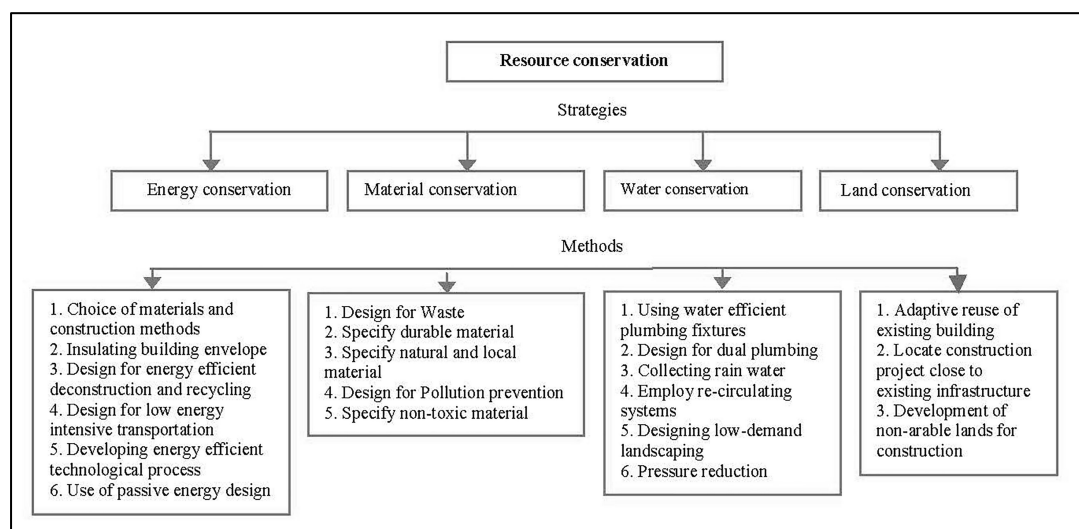 Resource conservation
Strategies
Energy conservation
Material conservation
Water conservation
Land conservation
Methods
1. Choice of materials and
construction methods
2. Insulating building envelope
3. Design for energy efficient
deconstruction and recycling
4. Design for low energy
intensive transportation
5. Developing energy efficient
technological process
6. Use of passive energy design
1. Design for Waste
2. Specify durable material
3. Specify natural and local
material
4. Design for Pollution prevention
5. Specify non-toxic material
1. Using water efficient
plumbing fixtures
2. Design for dual plumbing
3. Collecting rain water
4. Employ re-circulating
systems
5. Designing low-demand
landscaping
6. Pressure reduction
1. Adaptive reuse of
existing building
2. Locate construction
project close to
existing infrastructure
3. Development of
non-arable lands for
construction